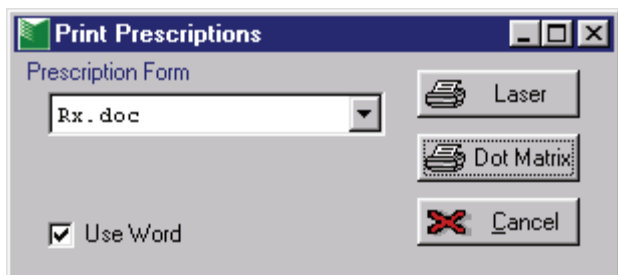 Print Prescriptions
Prescription Form
Rx.doc
Laser
Dot Matrix
Use Word
Cancel